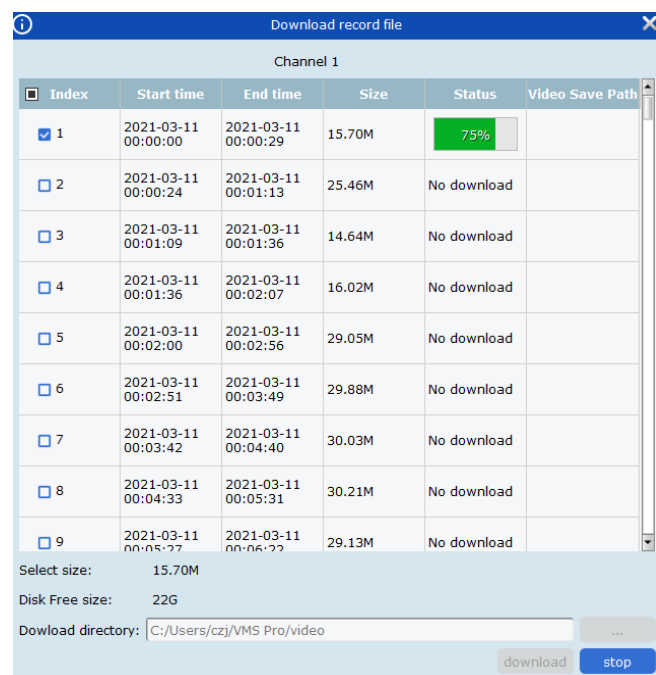 Download record file
Channel 1
Index Start time End time Size Status Video Save Path
1 2021-03-11 00:00:00 2021-03-11 00:00:29 15.70M 75%
2 2021-03-11 00:00:24 2021-03-11 00:01:13 25.46M No download
3 2021-03-11 00:01:09 2021-03-11 00:01:36 14.64M No download
4 2021-03-11 00:01:36 2021-03-11 00:02:07 16.02M No download
5 2021-03-11 00:02:00 2021-03-11 00:02:56 29.05M No download
6 2021-03-11 00:02:51 2021-03-11 00:03:49 29.88M No download
7 2021-03-11 00:03:42 2021-03-11 00:04:40 30.03M No download
8 2021-03-11 00:04:33 2021-03-11 00:05:31 30.21M No download
9 2021-03-11 00:05:27 2021-03-11 00:06:22 29.13M No download
Select size: 15.70M
Disk Free size: 22G
Dowload directory: C:/Users/czj/VMS Pro/video ...
download stop